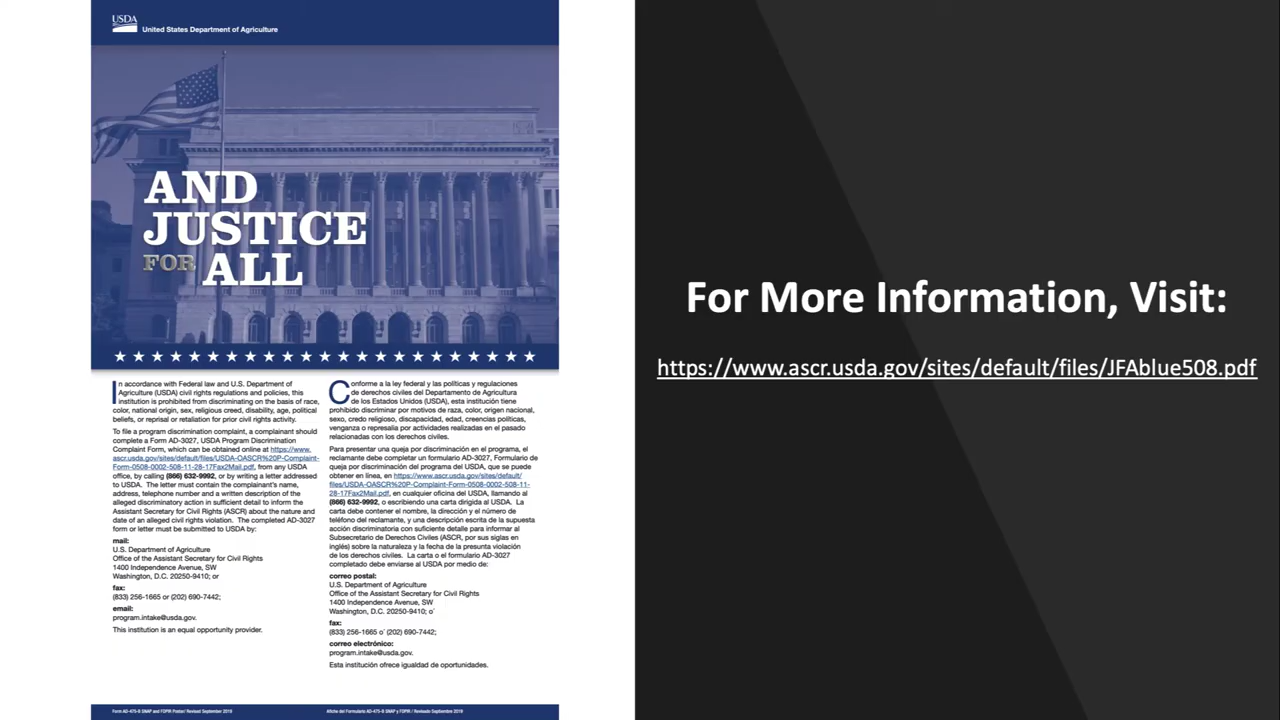 USDA
United States Department of Agriculture
AND
JUSTICE
FOR ALL
In accordance with Federal law and U.S. Department of
Agriculture (USDA) civil rights regulations and policies, this
institution is prohibited from discriminating on the basis of race,
color, national origin, sex, religious creed, disability, age, political
beliefs, or reprisal or retaliation for prior civil rights activity.
To file a program discrimination complaint, a complainant should
complete a Form AD-3027, USDA Program Discrimination
Complaint Form, which can be obtained online at https://www.
ascr.usda.gov/sites/default/files/USDA-OASCR%20P-Complaint-
Form-0508-0002-508-11-28-17Fax2Mail.pdf, from any USDA
office, by calling (866) 632-9992, or by writing a letter addressed
to USDA. The letter must contain the complainant's name,
address, telephone number and a written description of the
alleged discriminatory action in sufficient detail to inform the
Assistant Secretary for Civil Rights (ASCR) about the nature and
date of an alleged civil rights violation. The completed AD-3027
form or letter must be submitted to USDA by:
mail:
U.S. Department of Agriculture
Office of the Assistant Secretary for Civil Rights
1400 Independence Avenue, SW
Washington, D.C. 20250-9410; or
fax:
(833) 256-1665 or (202) 690-7442;
email:
program.intake@usda.gov.
This institution is an equal opportunity provider.
Conforme a la ley federal y las políticas y regulaciones
de derechos civiles del Departamento de Agricultura
de los Estados Unidos (USDA), esta institución tiene
prohibido discriminar por motivos de raza, color, origen nacional,
sexo, credo religioso, discapacidad, edad, creencias políticas,
venganza o represalia por actividades realizadas en el pasado
relacionadas con los derechos civiles.
Para presentar una queja por discriminación en el programa, el
reclamante debe completar un formulario AD-3027, Formulario de
queja por discriminación del programa del USDA, que se puede
obtener en línea, en https://www.ascr.usda.gov/sites/default/
files/USDA-OASCR%20P-Complaint-Form-0508-0002-508-11-
28-17Fax2Mail.pdf, en cualquier oficina del USDA, llamando al
(866) 632-9992, o escribiendo una carta dirigida al USDA. La
carta debe contener el nombre, la dirección y el número de
teléfono del reclamante, y una descripción escrita de la supuesta
acción discriminatoria con suficiente detalle para informar al
Subsecretario de Derechos Civiles (ASCR, por sus siglas en
inglés) sobre la naturaleza y la fecha de la presunta violación
de los derechos civiles. La carta o el formulario AD-3027
completado debe enviarse al USDA por medio de:
correo postal:
U.S. Department of Agriculture
Office of the Assistant Secretary for Civil Rights
1400 Independence Avenue, SW
Washington, D.C. 20250-9410; o'
fax:
(833) 256-1665 o' (202) 690-7442;
correo electrónico:
program.intake@usda.gov.
Esta institución ofrece igualdad de oportunidades.
Form AD-475-B SNAP and FDPIR Poster/ Revised September 2019
Afiche del Formulario AD-475-B SNAP y FDPIR / Revisado Septiembre 2019
For More Information, Visit:
https://www.ascr.usda.gov/sites/default/files/JFAblue508.pdf